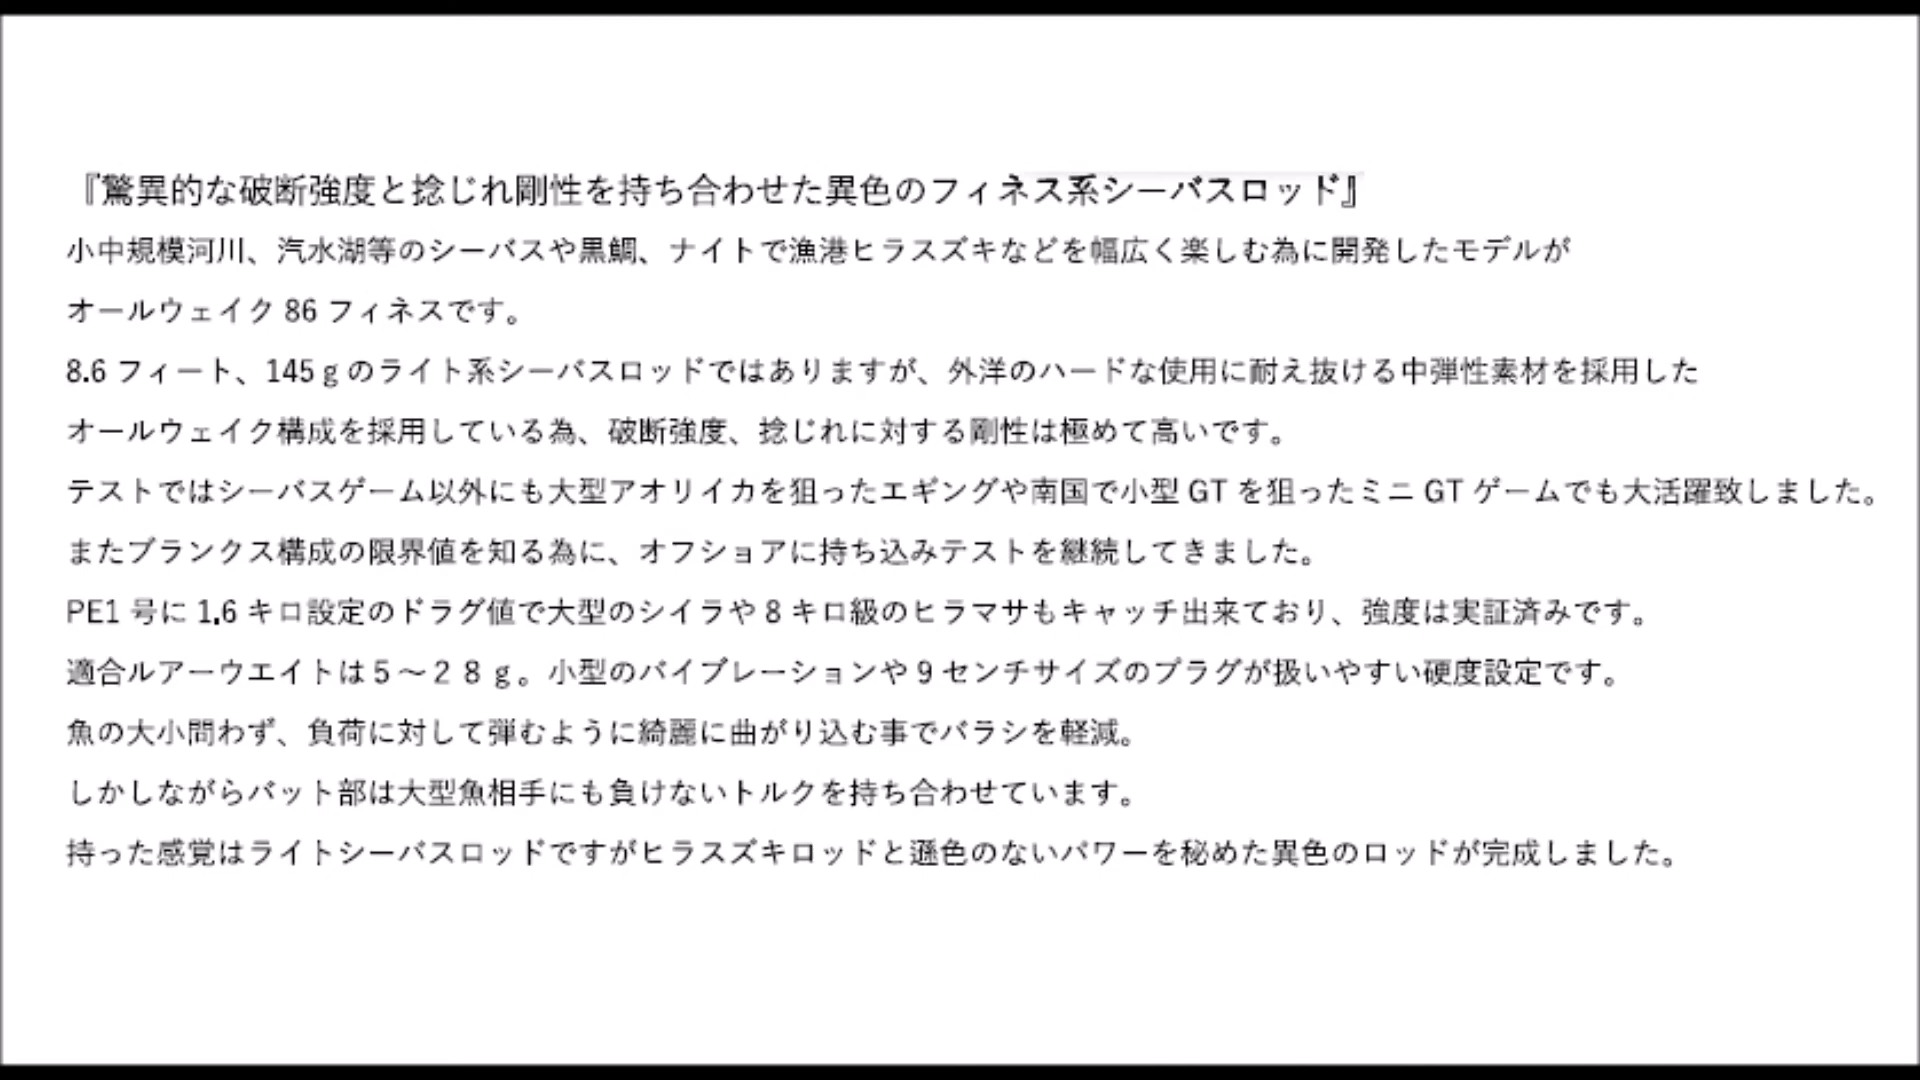 『驚異的な破断強度と捻じれ剛性を持ち合わせた異色のフィネス系シーバスロッド』
小中規模河川、汽水湖等のシーバスや黒鯛、ナイトで漁港ヒラスズキなどを幅広く楽しむ為に開発したモデルが
オールウェイク 86 フィネスです。
8.6 フィート、145ｇのライト系シーバスロッドではありますが、外洋のハードな使用に耐え抜ける中弾性素材を採用した
オールウェイク構成を採用している為、破断強度、捻じれに対する剛性は極めて高いです。
テストではシーバスゲーム以外にも大型アオリイカを狙ったエギングや南国で小型 GT を狙ったミニ GT ゲームでも大活躍致しました。
またブランクス構成の限界値を知る為に、オフショアに持ち込みテストを継続してきました。
PE1 号に 1.6 キロ設定のドラグ値で大型のシイラや 8 キロ級のヒラマサもキャッチ出来ており、強度は実証済みです。
適合ルアーウエイトは５～２８ｇ。小型のバイブレーションや 9 センチサイズのプラグが扱いやすい硬度設定です。
魚の大小問わず、負荷に対して弾むように綺麗に曲がり込む事でバラシを軽減。
しかしながらバット部は大型魚相手にも負けないトルクを持ち合わせています。
持った感覚はライトシーバスロッドですがヒラスズキロッドと遜色のないパワーを秘めた異色のロッドが完成しました。